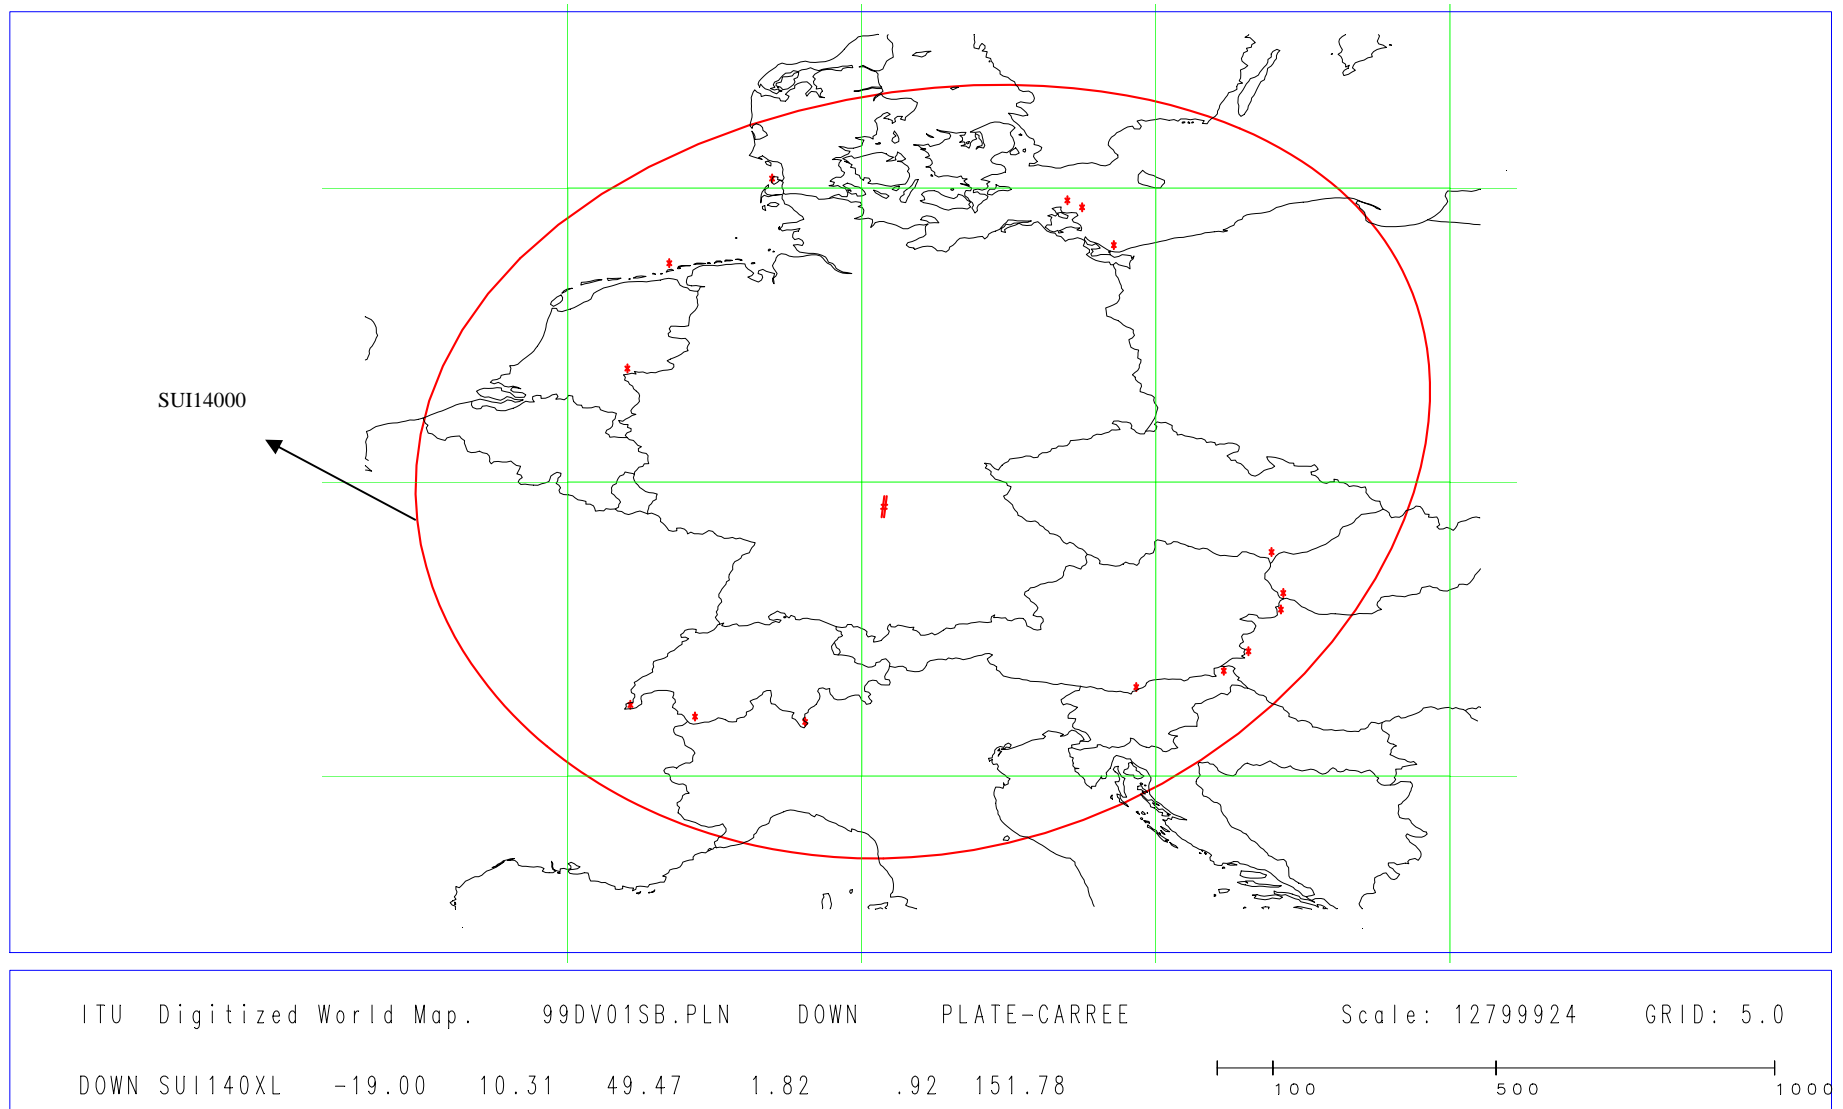 SUI14000
ITU Digitized World Map. 99DV01SB.PLN DOWN PLATE-CARREE Scale: 12799924 GRID: 5.0
DOWN SUI140XL -19.00 10.31 49.47 1.82 .92 151.78
100 500 1000